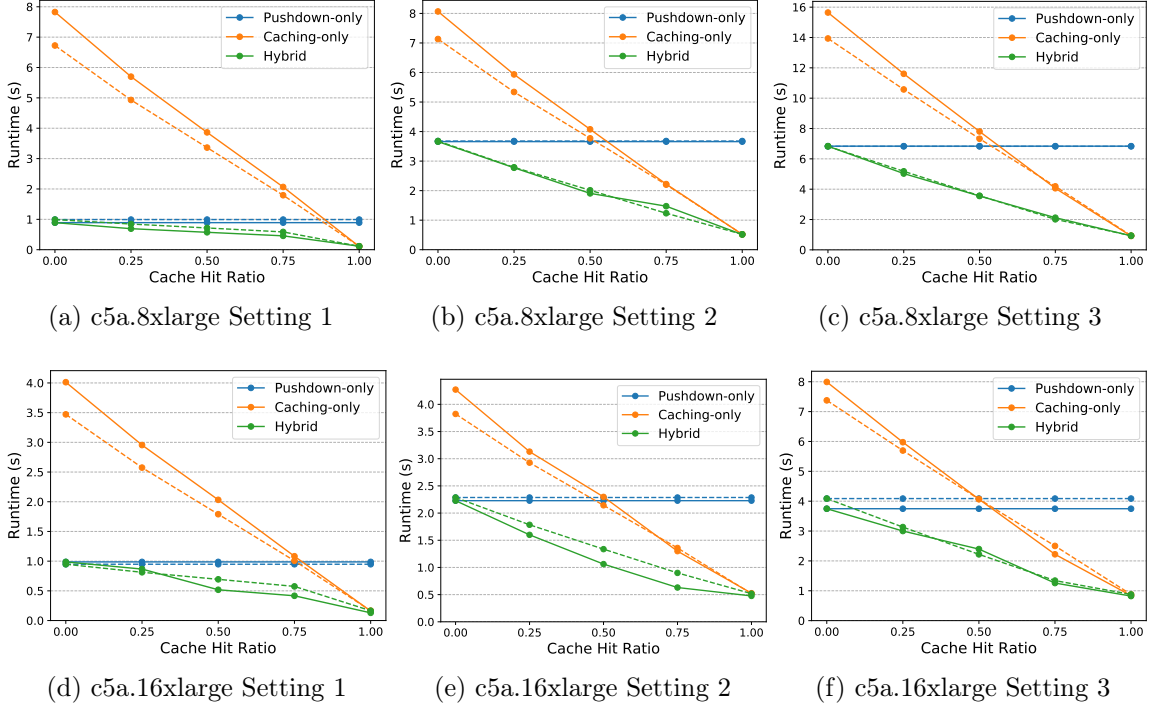 8
7
6
5
4
3
2
1
0
Runtime (s)
Pushdown-only
Caching-only
Hybrid
0.00 0.25 0.50 0.75 1.00
Cache Hit Ratio
(a) c5a.8xlarge Setting 1
8
7
6
5
4
3
2
1
0
Runtime (s)
Pushdown-only
Caching-only
Hybrid
0.00 0.25 0.50 0.75 1.00
Cache Hit Ratio
(b) c5a.8xlarge Setting 2
16
14
12
10
8
6
4
2
0
Runtime (s)
Pushdown-only
Caching-only
Hybrid
0.00 0.25 0.50 0.75 1.00
Cache Hit Ratio
(c) c5a.8xlarge Setting 3
4.0
3.5
3.0
2.5
2.0
1.5
1.0
0.5
0.0
Runtime (s)
Pushdown-only
Caching-only
Hybrid
0.00 0.25 0.50 0.75 1.00
Cache Hit Ratio
(d) c5a.16xlarge Setting 1
4.0
3.5
3.0
2.5
2.0
1.5
1.0
0.5
0.0
Runtime (s)
Pushdown-only
Caching-only
Hybrid
0.00 0.25 0.50 0.75 1.00
Cache Hit Ratio
(e) c5a.16xlarge Setting 2
8
7
6
5
4
3
2
1
0
Runtime (s)
Pushdown-only
Caching-only
Hybrid
0.00 0.25 0.50 0.75 1.00
Cache Hit Ratio
(f) c5a.16xlarge Setting 3